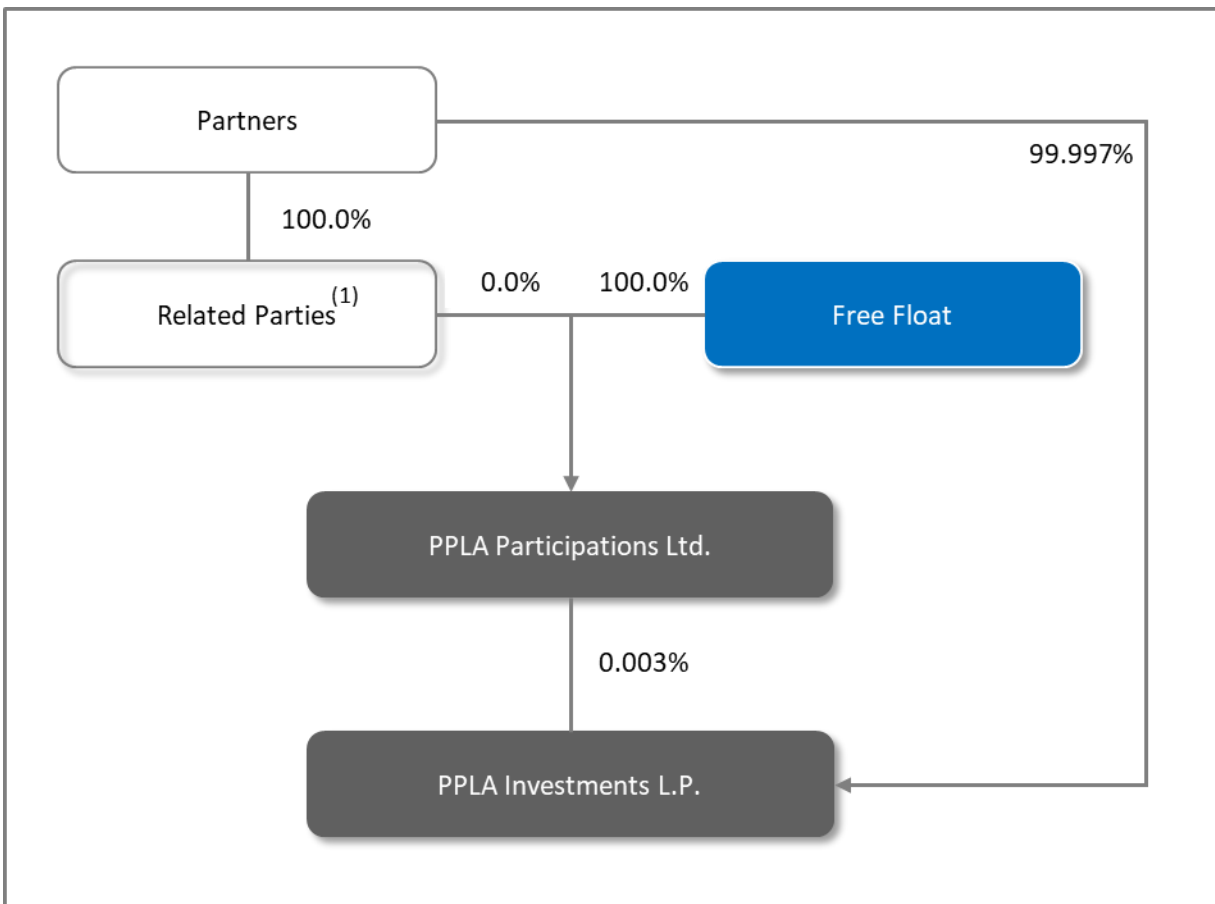 Partners
99.997%
100.0%
Related Parties(1)
0.0%
100.0%
Free Float
PPLA Participations Ltd.
0.003%
PPLA Investments L.P.